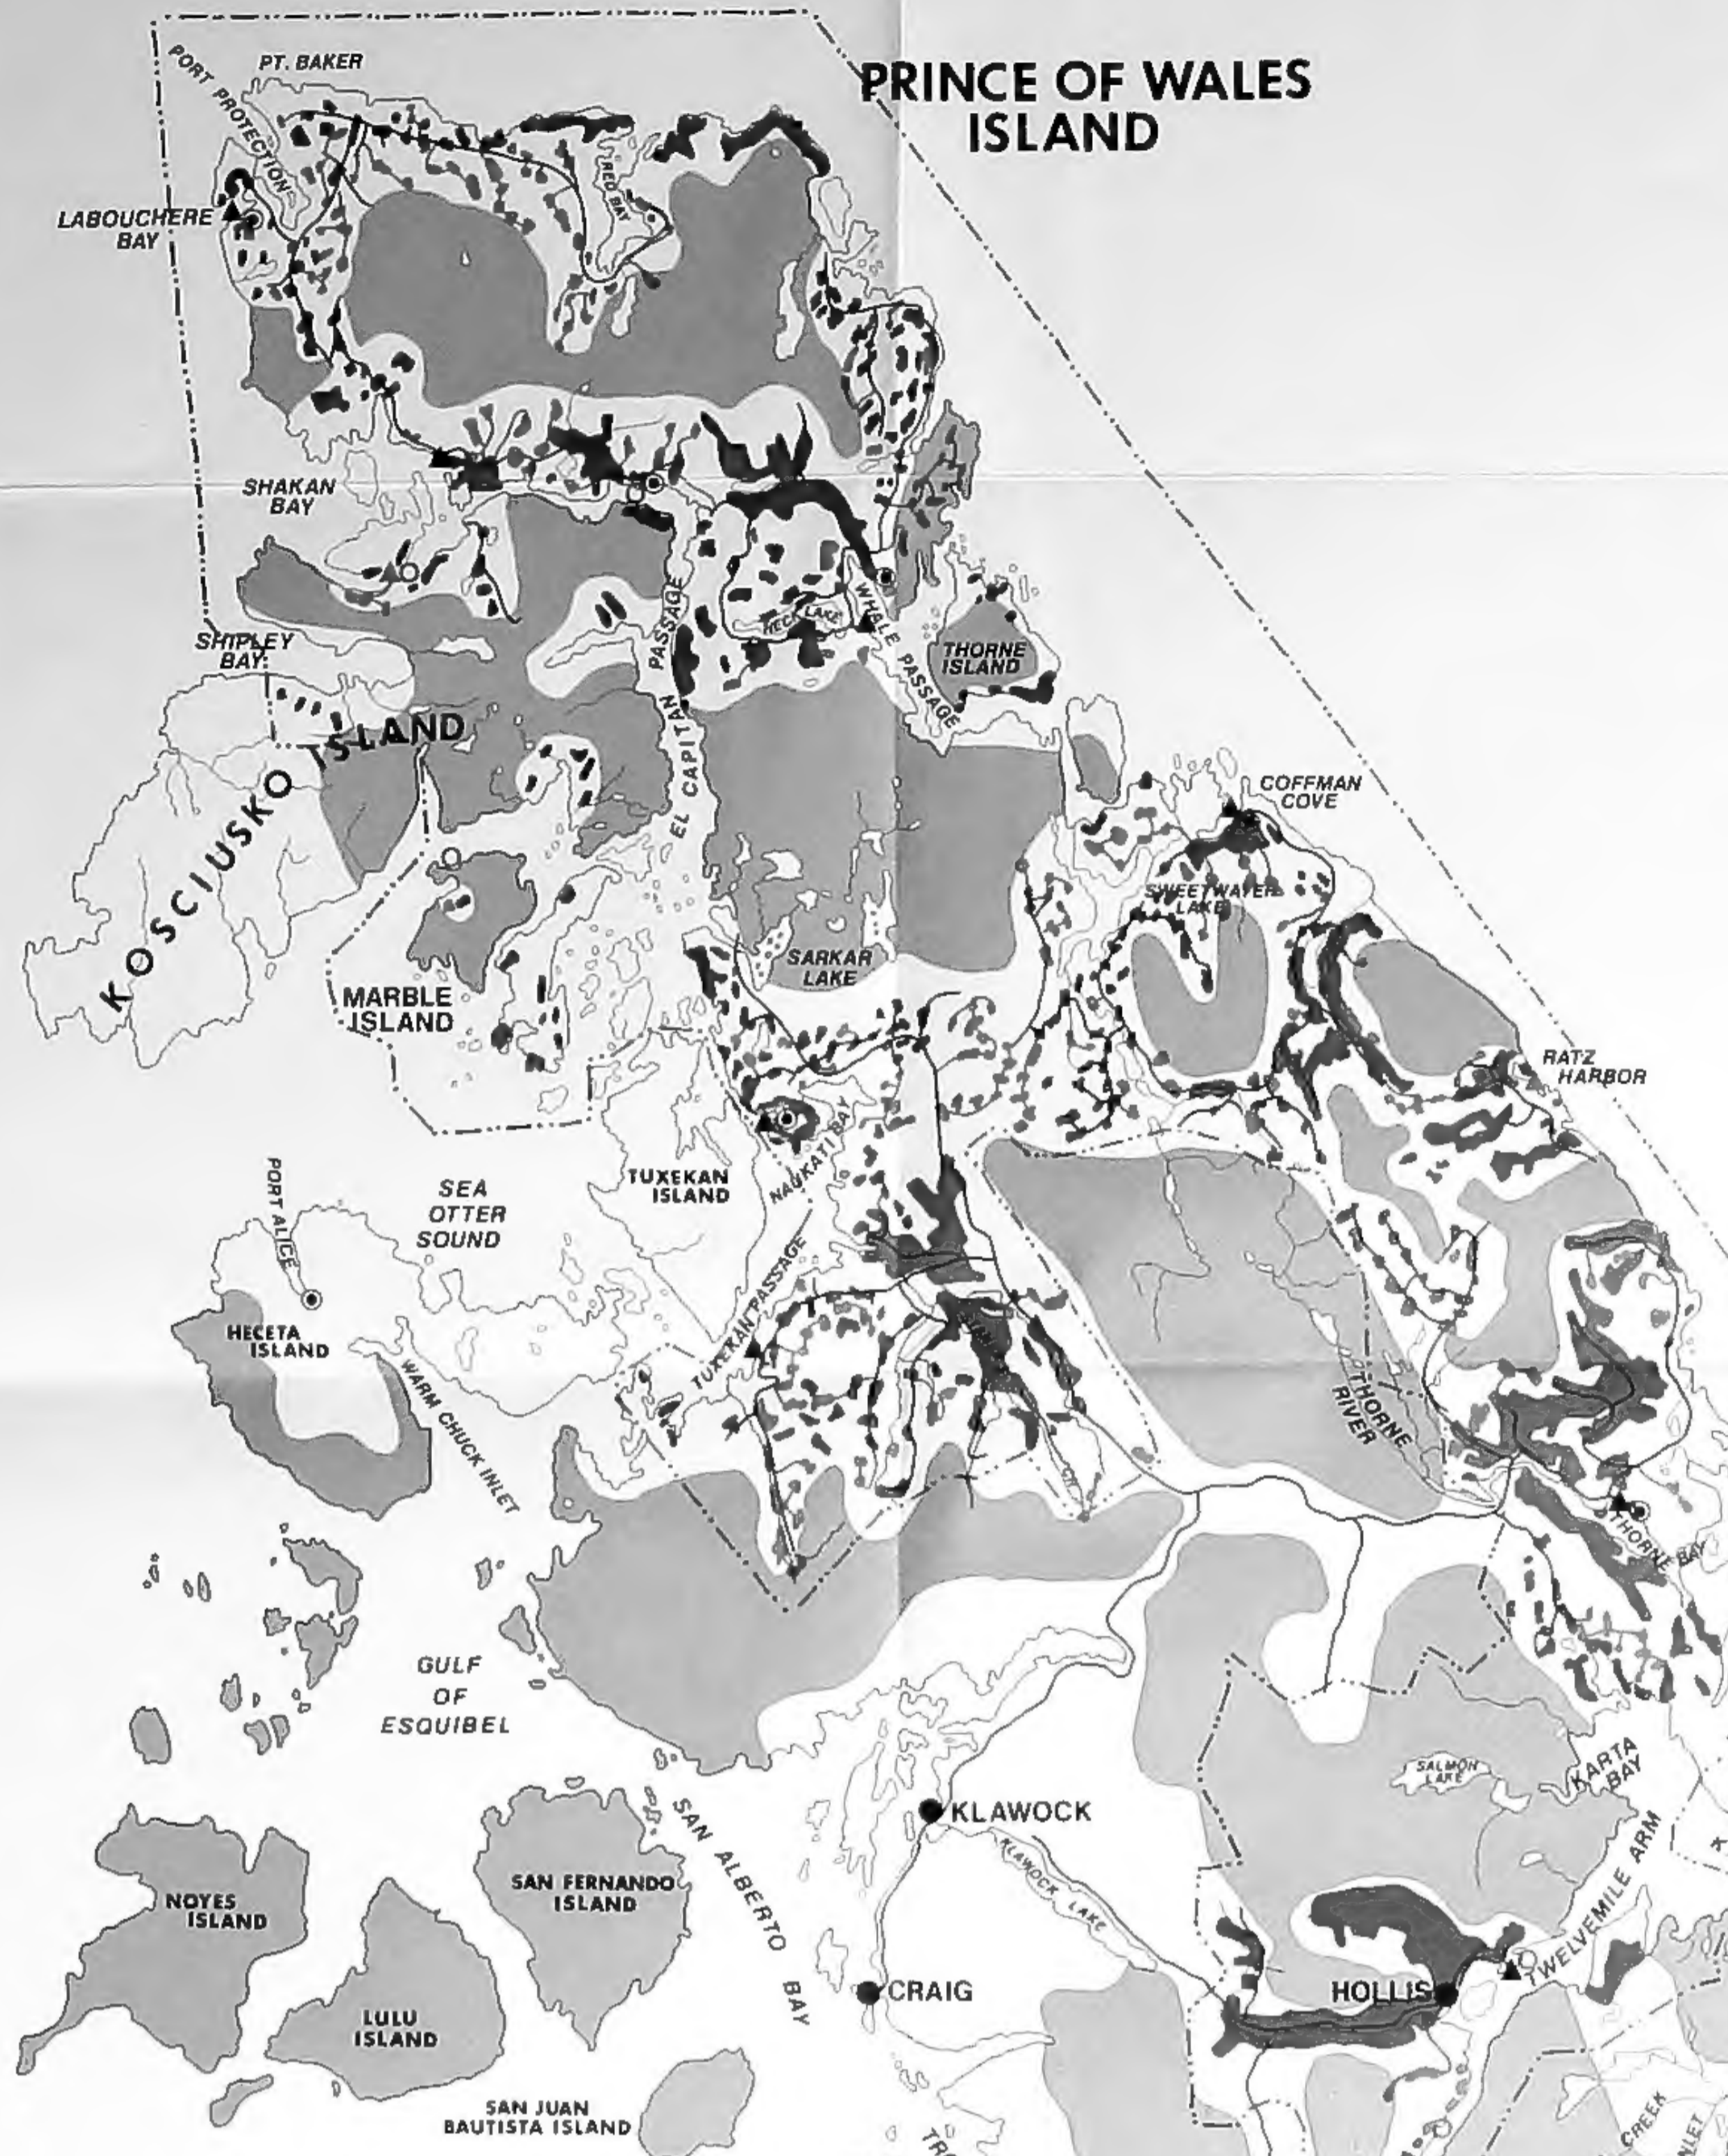 PRINCE OF WALES
ISLAND
PT. BAKER
PORT PROTECTION
RED BAY
LABOUCHERE
BAY
SHAKAN
BAY
SHIPLEY
BAY
NECK LAKE
WHALE PASSAGE
THORNE
ISLAND
EL CAPITAN PASSAGE
KOSCIUSKO ISLAND
COFFMAN
COVE
SWEETWATER
LAKE
SARKAR
LAKE
MARBLE
ISLAND
RATZ
HARBOR
NAUKATI BAY
TUXEKAN
ISLAND
PORT ALICE
SEA
OTTER
SOUND
TUXEKAN PASSAGE
HECETA
ISLAND
WARM CHUCK INLET
THORNE
RIVER
THORNE BAY
GULF
OF
ESQUIBEL
SALMON
LAKE
KARTA
BAY
KLAWOCK
KLAWOCK LAKE
SAN ALBERTO BAY
SAN FERNANDO
ISLAND
NOYES
ISLAND
TWELVEMILE ARM
CRAIG
HOLLIS
LULU
ISLAND
SAN JUAN
BAUTISTA ISLAND
CREEK